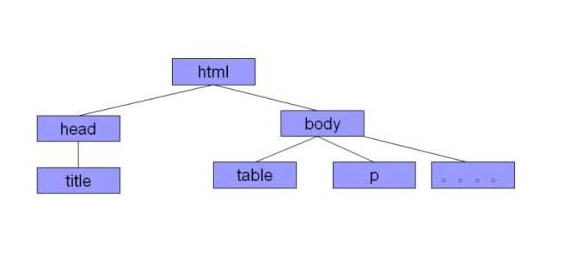 html
head
body
title
table
p
. . . .